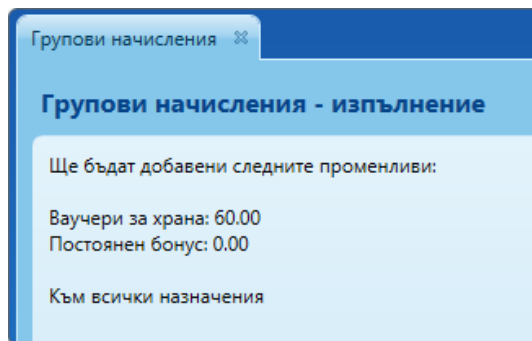 Групови начисления
Групови начисления - изпълнение
Ще бъдат добавени следните променливи:
Ваучери за храна: 60.00
Постоянен бонус: 0.00
Към всички назначения